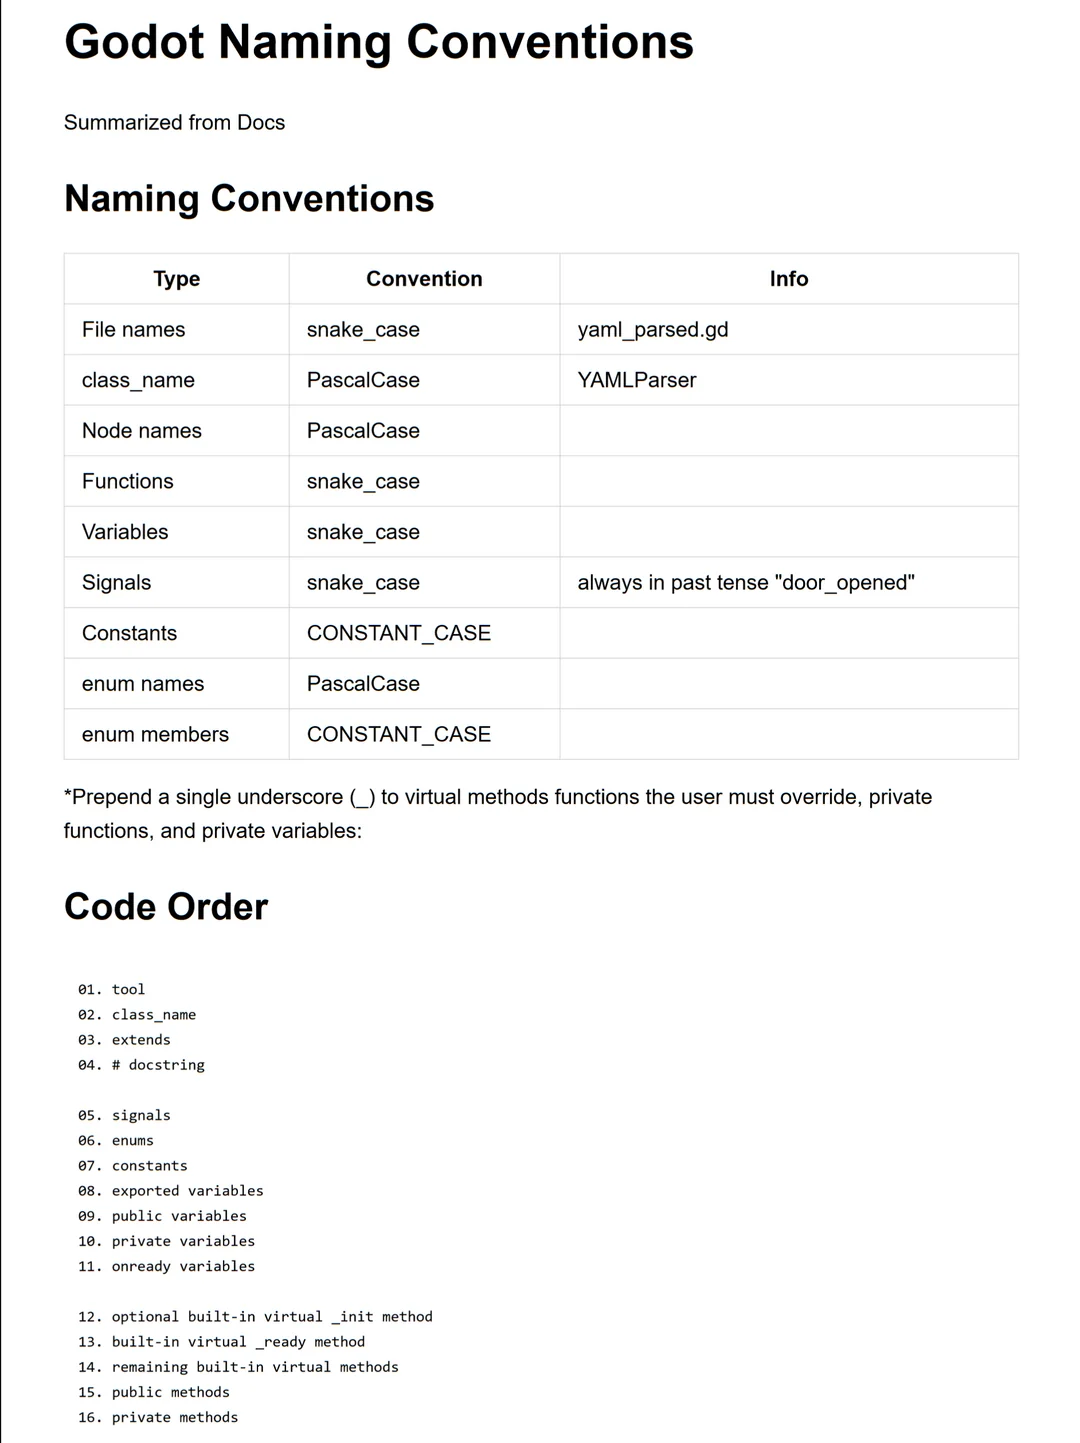 Godot Naming Conventions
Summarized from Docs
Naming Conventions
Type Convention Info
File names snake_case yaml_parsed.gd
class_name PascalCase YAMLParser
Node names PascalCase
Functions snake_case
Variables snake_case
Signals snake_case always in past tense "door_opened"
Constants CONSTANT_CASE
enum names PascalCase
enum members CONSTANT_CASE
*Prepend a single underscore (_) to virtual methods functions the user must override, private
functions, and private variables:
Code Order
01. tool
02. class_name
03. extends
04. # docstring
05. signals
06. enums
07. constants
08. exported variables
09. public variables
10. private variables
11. onready variables
12. optional built-in virtual _init method
13. built-in virtual _ready method
14. remaining built-in virtual methods
15. public methods
16. private methods